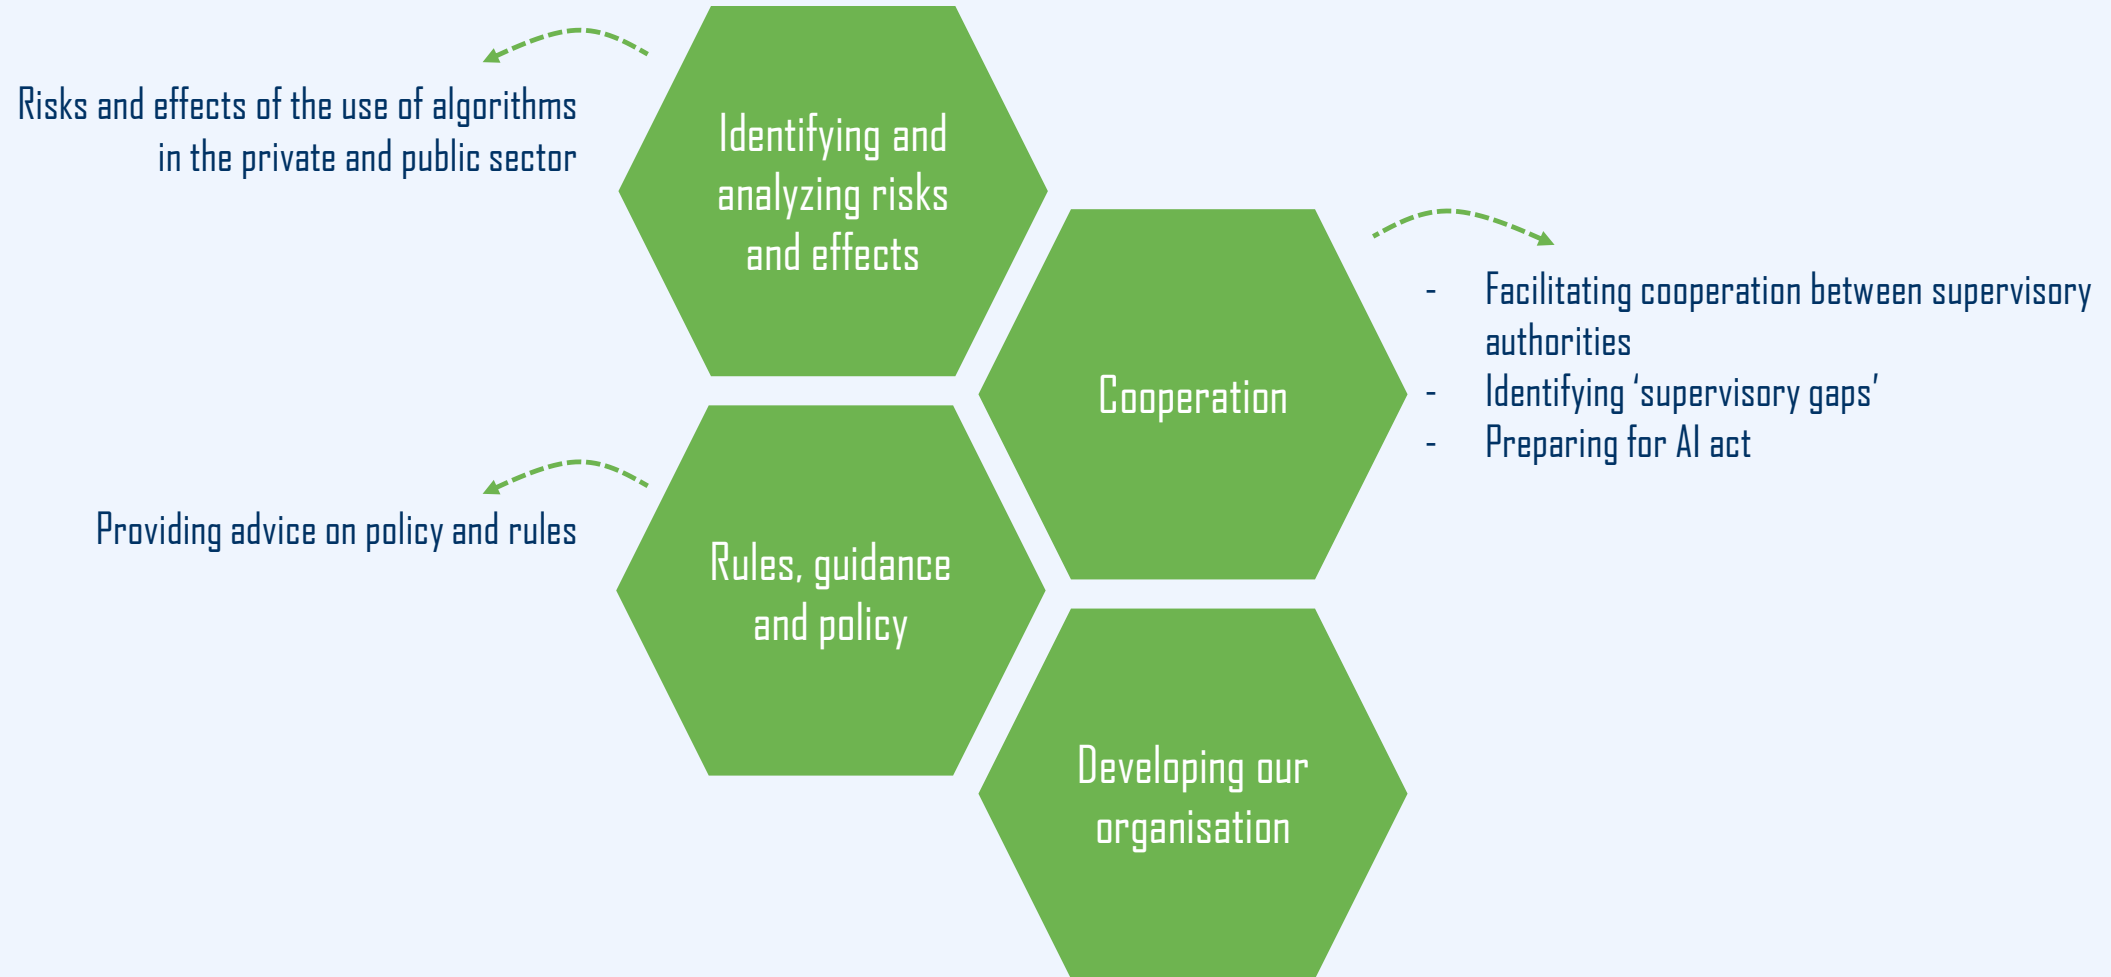 Risks and effects of the use of algorithms
in the private and public sector
Identifying and
analyzing risks
and effects
Cooperation
- Facilitating cooperation between supervisory
authorities
- Identifying ‘supervisory gaps’
- Preparing for AI act
Providing advice on policy and rules
Rules, guidance
and policy
Developing our
organisation